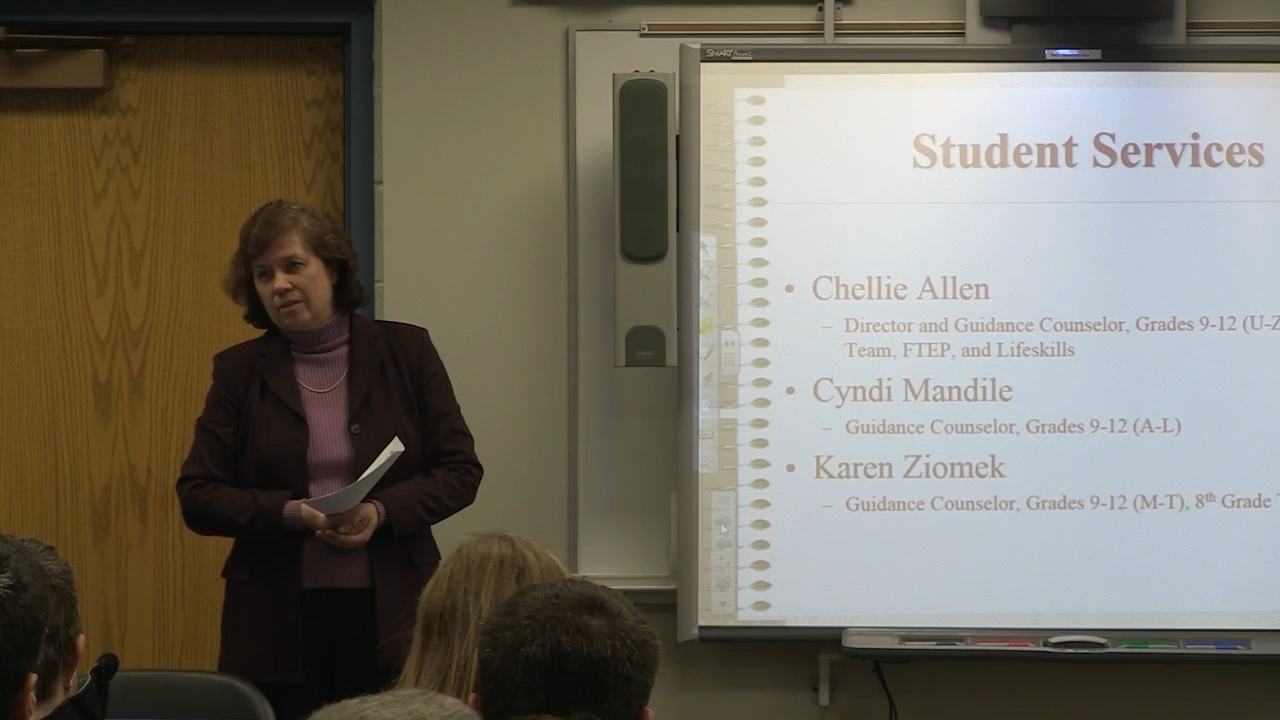 SMART
Student Services
• Chellie Allen
– Director and Guidance Counselor, Grades 9-12 (U-Z
Team, FTEP, and Lifeskills
• Cyndi Mandile
– Guidance Counselor, Grades 9-12 (A-L)
• Karen Ziomek
– Guidance Counselor, Grades 9-12 (M-T), 8th Grade